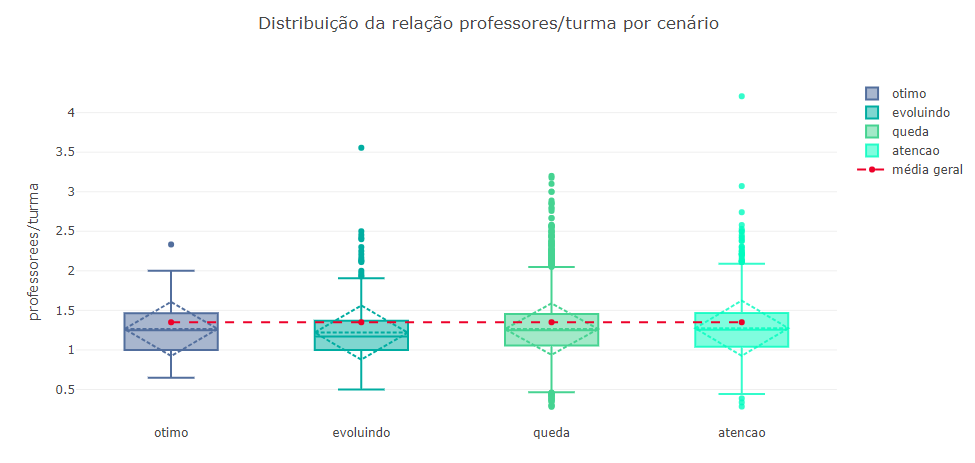 Distribuição da relação professores/turma por cenário
otimo
evoluindo
queda
atencao
média geral
professorees/turma
4
3.5
3
2.5
2
1.5
1
0.5
otimo
evoluindo
queda
atencao